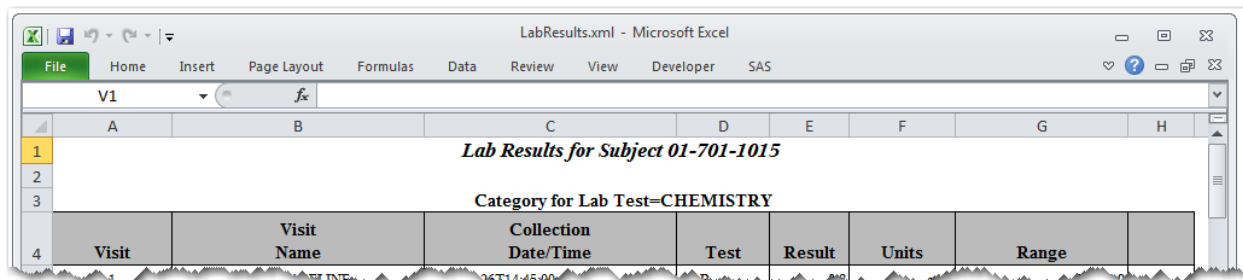 LabResults.xml - Microsoft Excel
File Home Insert Page Layout Formulas Data Review View Developer SAS
V1 fx
A B C D E F G H
1 Lab Results for Subject 01-701-1015
2
3 Category for Lab Test=CHEMISTRY
Visit Collection
4 Visit Name Date/Time Test Result Units Range